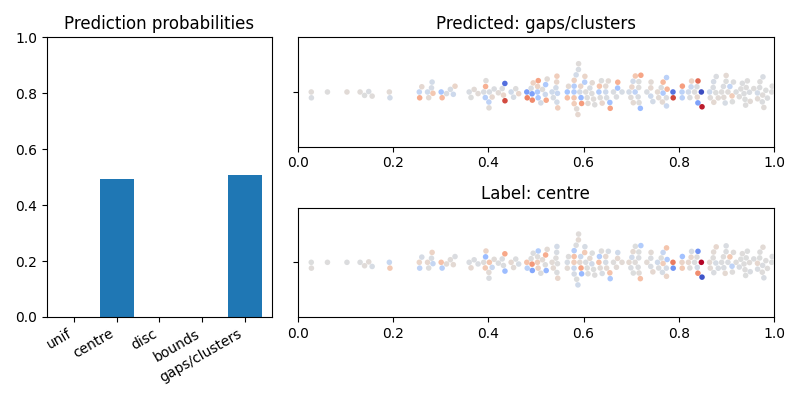 Prediction probabilities
1.0
0.8
0.6
0.4
0.2
0.0
unif
centre
disc
bounds
gaps/clusters
Predicted: gaps/clusters
0.0 0.2 0.4 0.6 0.8 1.0
Label: centre
0.0 0.2 0.4 0.6 0.8 1.0